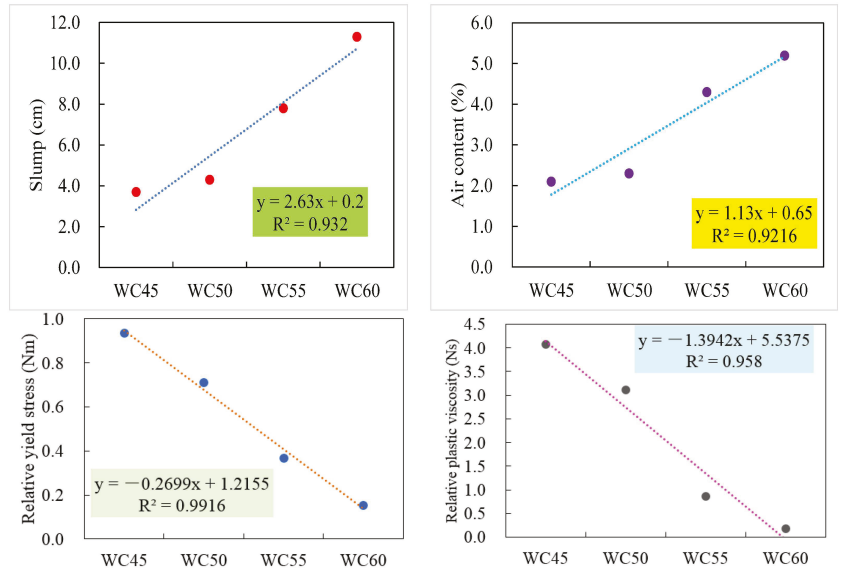 Slump (cm)
12.0
10.0
8.0
6.0
4.0
2.0
0.0
y = 2.63x + 0.2
R² = 0.932
WC45 WC50 WC55 WC60
Air content (%)
6.0
5.0
4.0
3.0
2.0
1.0
0.0
y = 1.13x + 0.65
R² = 0.9216
WC45 WC50 WC55 WC60
Relative yield stress (Nm)
1.0
0.8
0.6
0.4
0.2
0.0
y = −0.2699x + 1.2155
R² = 0.9916
WC45 WC50 WC55 WC60
Relative plastic viscosity (Ns)
4.5
4.0
3.5
3.0
2.5
2.0
1.5
1.0
0.5
0.0
y = −1.3942x + 5.5375
R² = 0.958
WC45 WC50 WC55 WC60